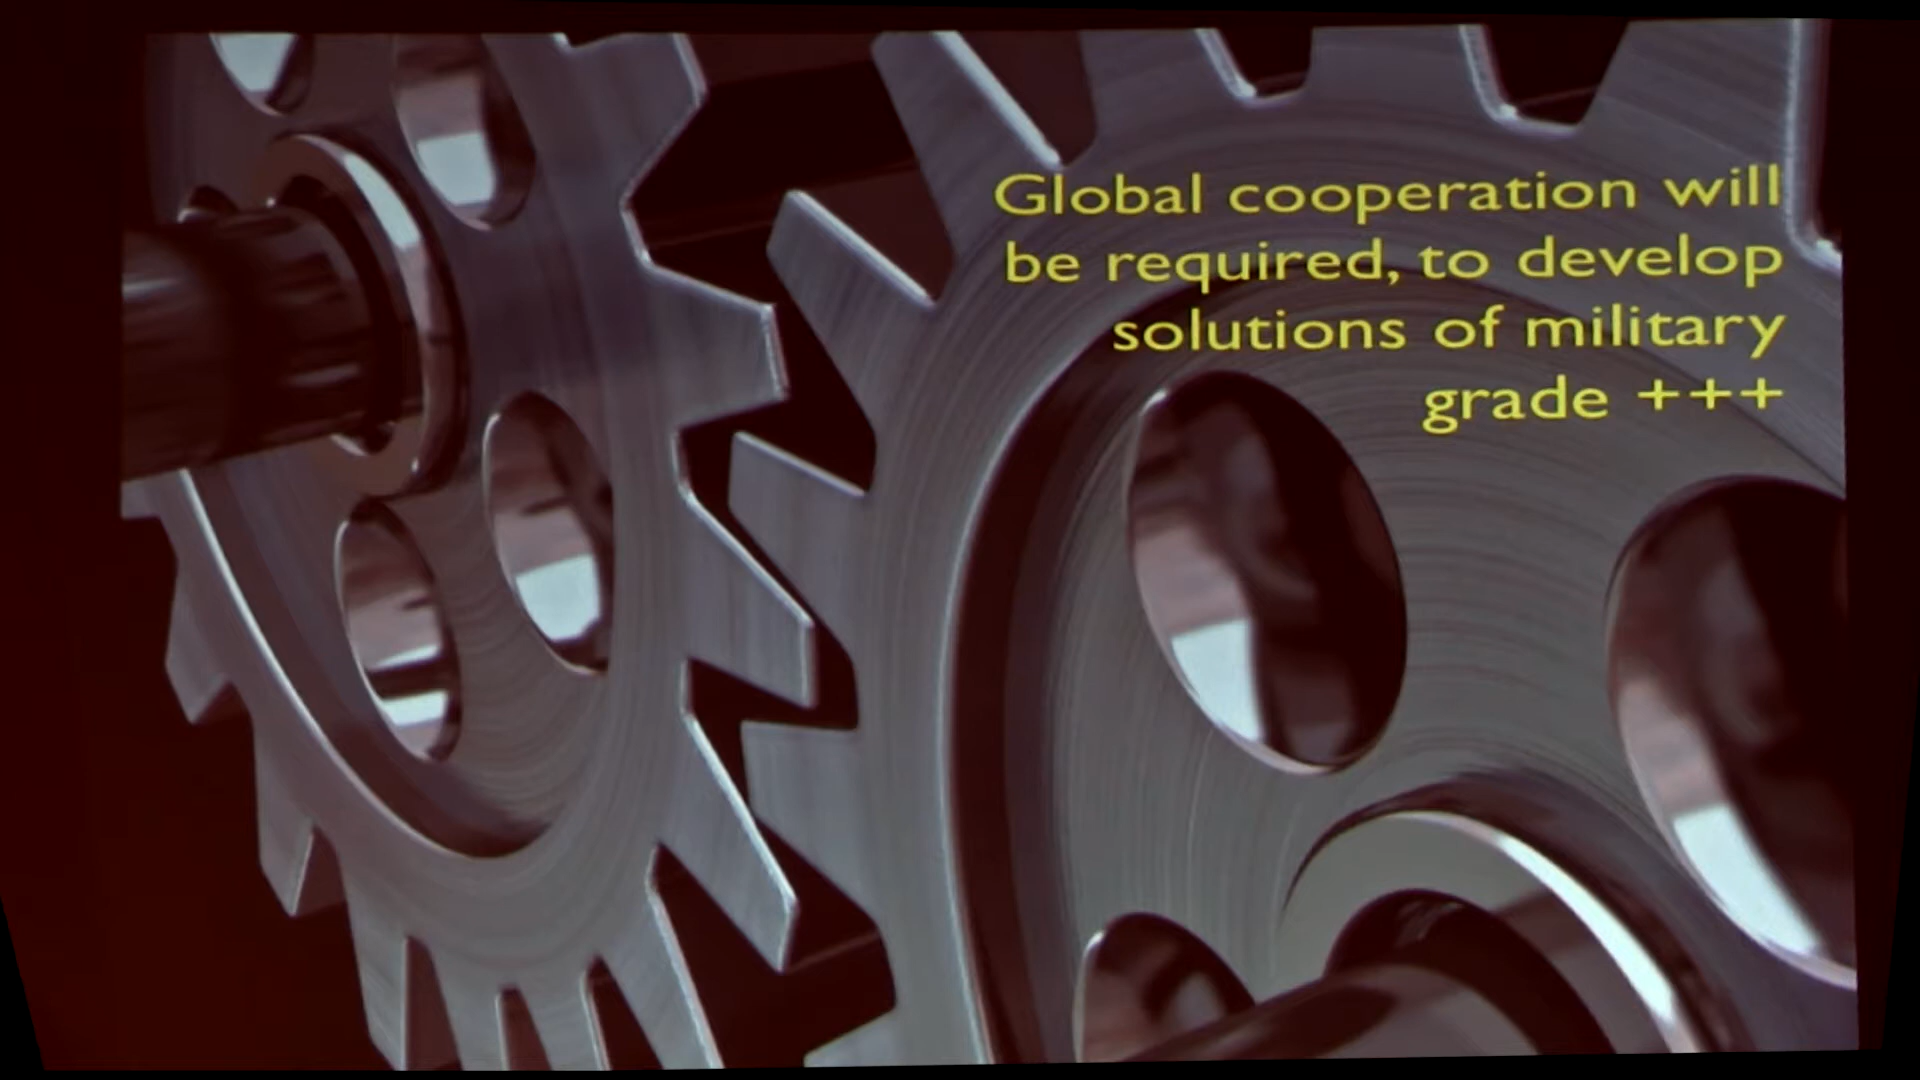 Global cooperation will
be required, to develop
solutions of military
grade +++